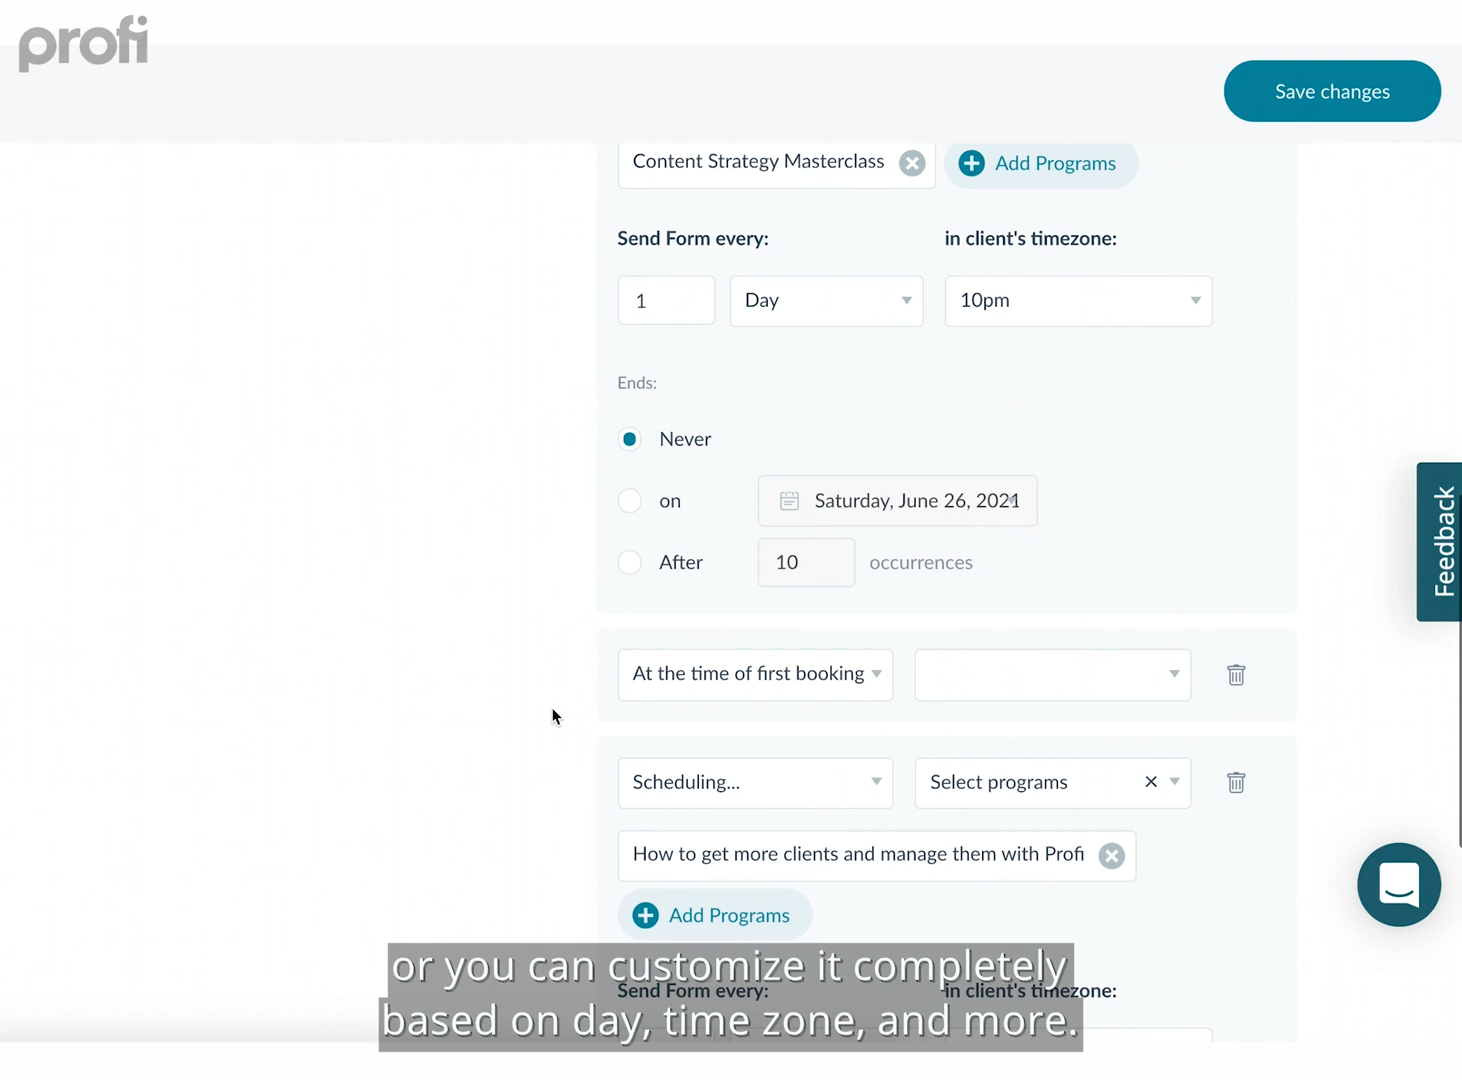 profi
Save changes
Content Strategy Masterclass
Add Programs
Send Form every:
in client's timezone:
1
Day
10pm
Ends:
Never
on
Saturday, June 26, 2021
After
10
occurrences
Feedback
At the time of first booking
Scheduling...
Select programs
How to get more clients and manage them with Profi
Add Programs
Send Form every:
in client's timezone:
or you can customize it completely
based on day, time zone, and more.